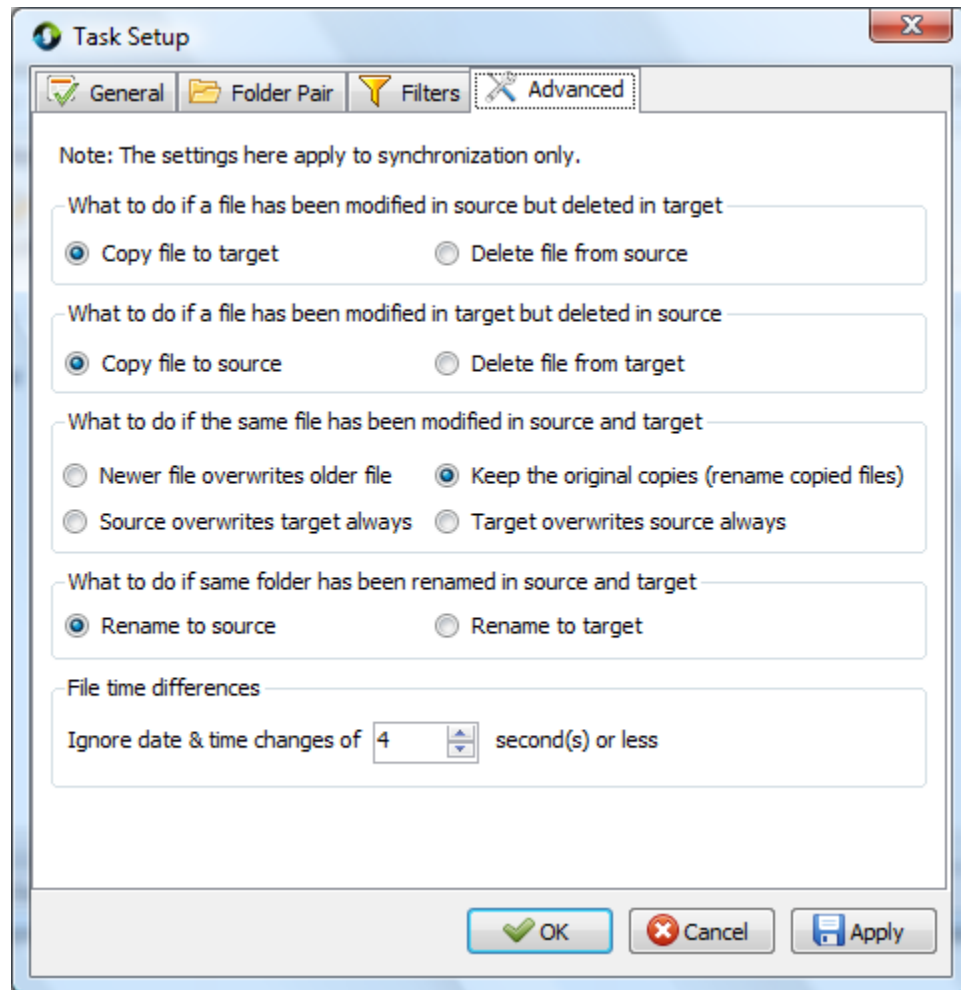 Task Setup
General Folder Pair Filters Advanced
Note: The settings here apply to synchronization only.
What to do if a file has been modified in source but deleted in target
Copy file to target Delete file from source
What to do if a file has been modified in target but deleted in source
Copy file to source Delete file from target
What to do if the same file has been modified in source and target
Newer file overwrites older file Keep the original copies (rename copied files)
Source overwrites target always Target overwrites source always
What to do if same folder has been renamed in source and target
Rename to source Rename to target
File time differences
Ignore date & time changes of 4 second(s) or less
OK Cancel Apply